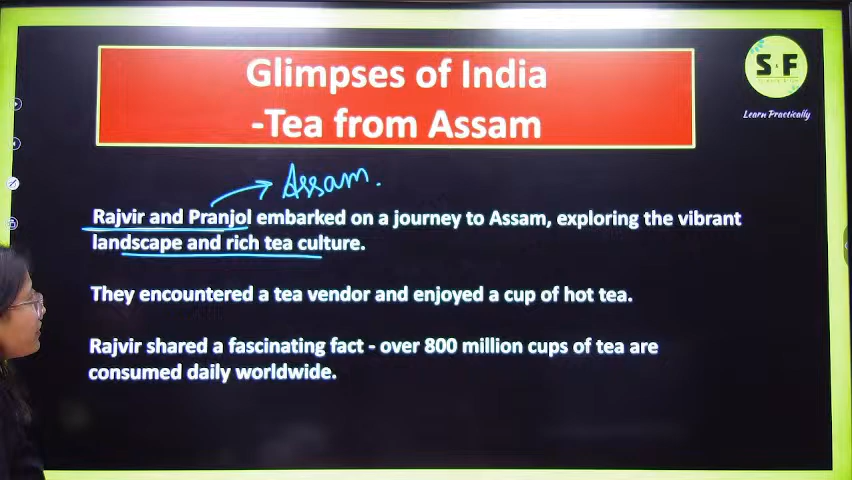 Glimpses of India
-Tea from Assam
S&F
Learn Practically
Assam.
Rajvir and Pranjol embarked on a journey to Assam, exploring the vibrant
landscape and rich tea culture.
They encountered a tea vendor and enjoyed a cup of hot tea.
Rajvir shared a fascinating fact - over 800 million cups of tea are
consumed daily worldwide.